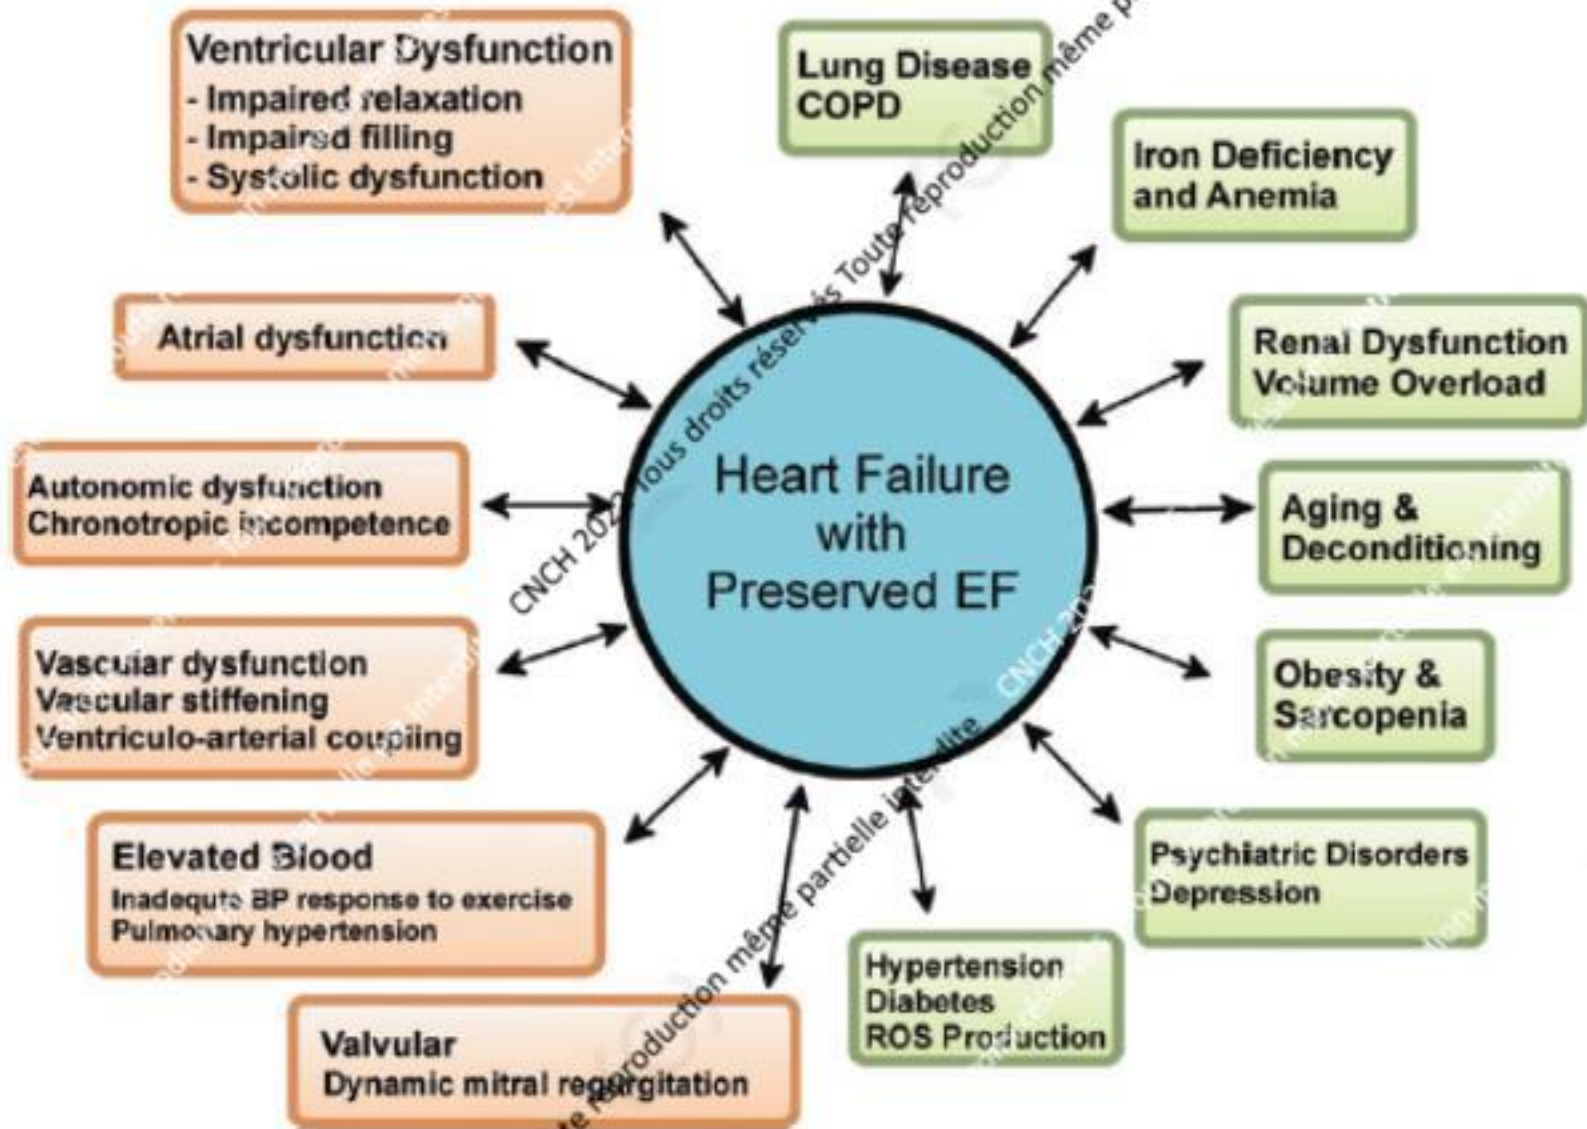 Ventricular Dysfunction
- Impaired relaxation
- Impaired filling
- Systolic dysfunction
Lung Disease
COPD
Iron Deficiency
and Anemia
Atrial dysfunction
Renal Dysfunction
Volume Overload
Autonomic dysfunction
Chronotropic incompetence
Heart Failure
with
Preserved EF
Aging &
Deconditioning
Vascular dysfunction
Vascular stiffening
Ventriculo-arterial coupling
Obesity &
Sarcopenia
Elevated Blood
Inadequte BP response to exercise
Pulmonary hypertension
Psychiatric Disorders
Depression
Hypertension
Diabetes
ROS Production
Valvular
Dynamic mitral regurgitation
CNCH tous droits réservés Toute reproduction même
reproduction même partielle interdite
CNCH